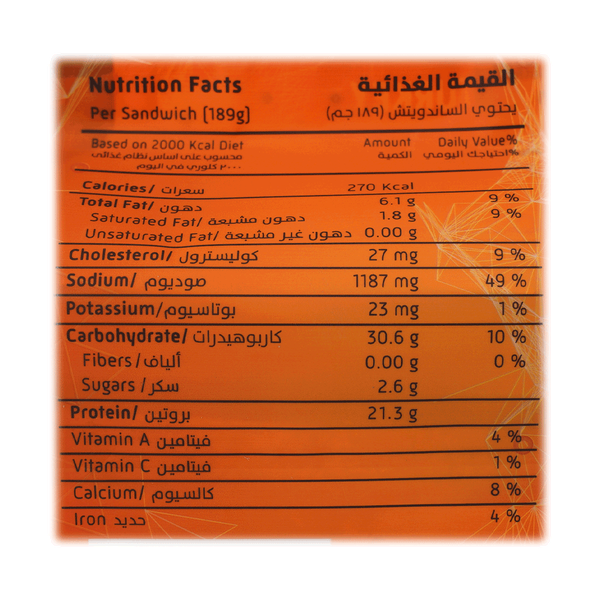 Nutrition Facts القيمة الغذائية
Per Sandwich (189g) يحتوي الساندويتش (١٨٩ جم)
Based on 2000 Kcal Diet Amount Daily Value%
محسوب على اساس نظام غذائى الكمية احتياجك اليومي%
٢٠٠٠ كالوري في اليوم
Calories/ سعرات 270 Kcal
Total Fat/ دهون 6.1 g 9 %
Saturated Fat/ دهون مشبعة 1.8 g 9 %
Unsaturated Fat/ دهون غير مشبعة 0.00 g
Cholesterol/ كوليسترول 27 mg 9 %
Sodium/ صوديوم 1187 mg 49 %
Potassium/بوتاسيوم 23 mg 1 %
Carbohydrate/ كاربوهيدرات 30.6 g 10 %
Fibers/ألياف 0.00 g 0 %
Sugars /سكر 2.6 g
Protein/ بروتين 21.3 g
Vitamin A فيتامين 4 %
Vitamin C فيتامين 1 %
Calcium/ كالسيوم 8 %
Iron حديد 4 %